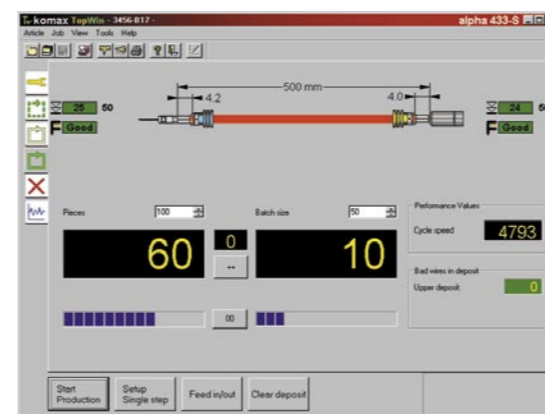 komax TopWin - 3456-B17 - alpha 433-S
Article Job View Tools Help
500 mm
4.2 4.0
25 50 24
F Good F Good
Pieces 100 Batch size 50 Performance Values
Cycle speed 4793
60 0 10
↔
Bad wires in deposit
Upper deposit 0
00
Start Production
Setup Single step
Feed in/out
Clear deposit